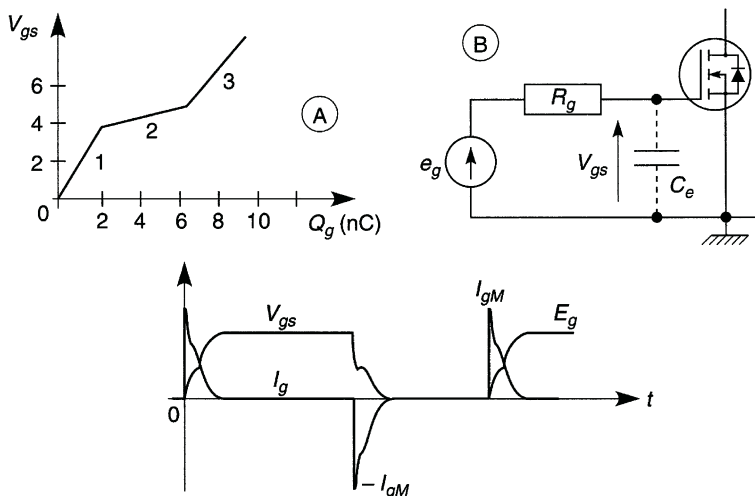 V_gs
6
4
2
0
1
2
3
A
2 4 6 8 10 Q_g (nC)
B
R_g
e_g
V_gs
C_e
V_gs
I_g
I_gM
E_g
0
t
– I_gM